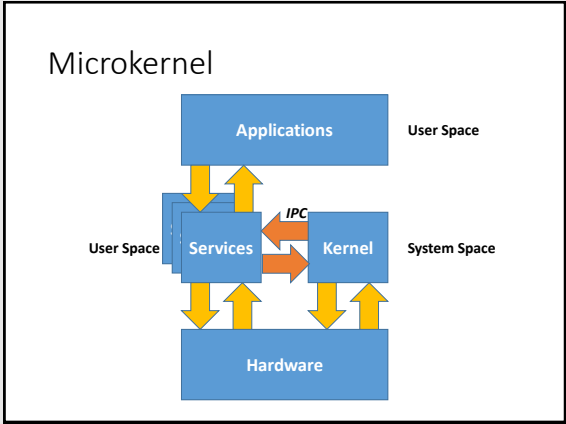 Microkernel
Applications
User Space
IPC
User Space
Services
Kernel
System Space
Hardware